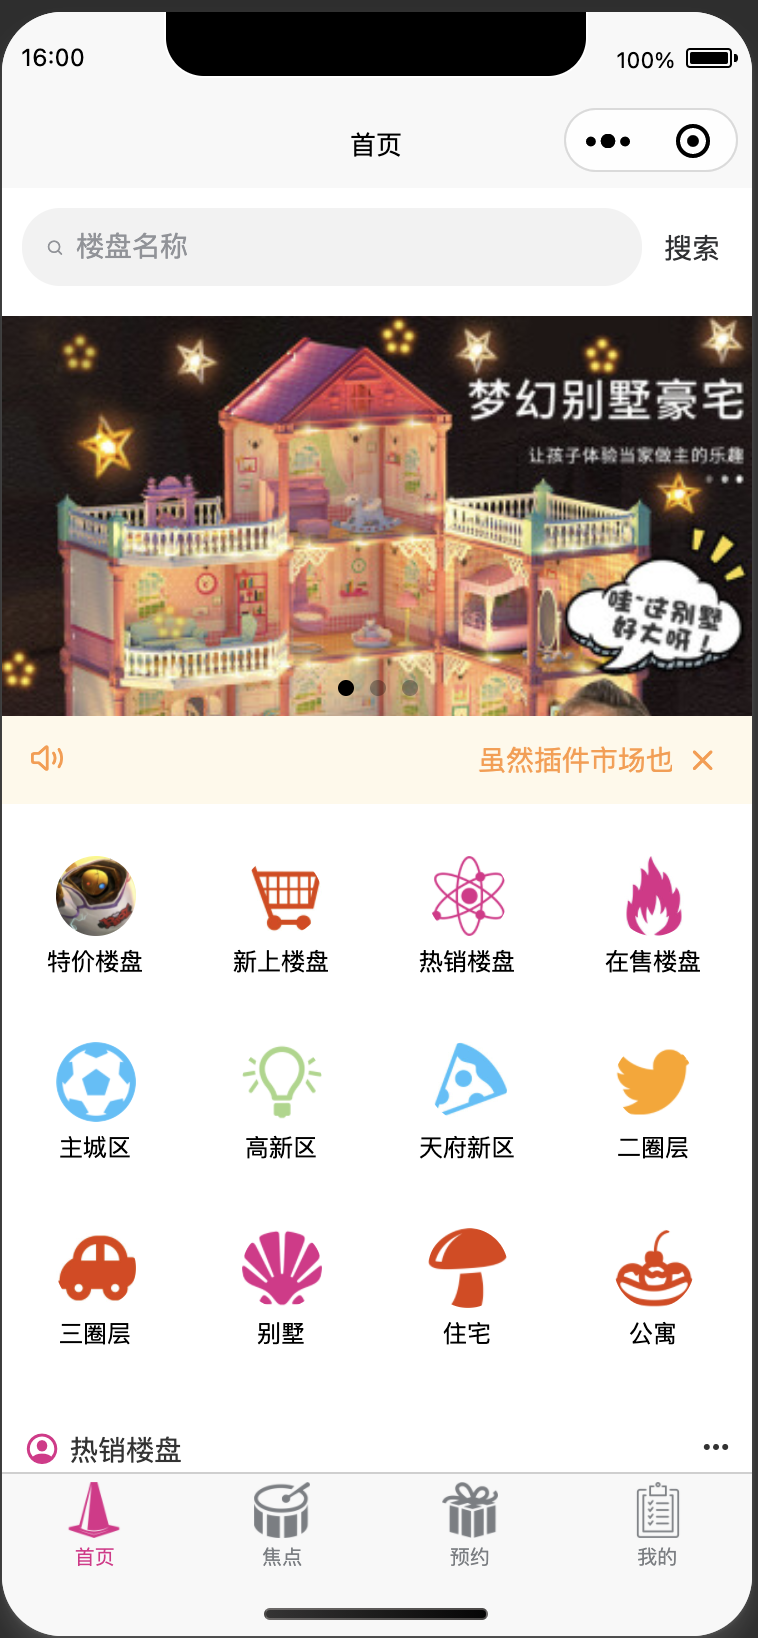 16:00
100%
首页
楼盘名称
搜索
梦幻别墅豪宅
让孩子体验当家做主的乐趣
哇~这别墅
好大呀！
虽然插件市场也
特价楼盘
新上楼盘
热销楼盘
在售楼盘
主城区
高新区
天府新区
二圈层
三圈层
别墅
住宅
公寓
热销楼盘
首页
焦点
预约
我的